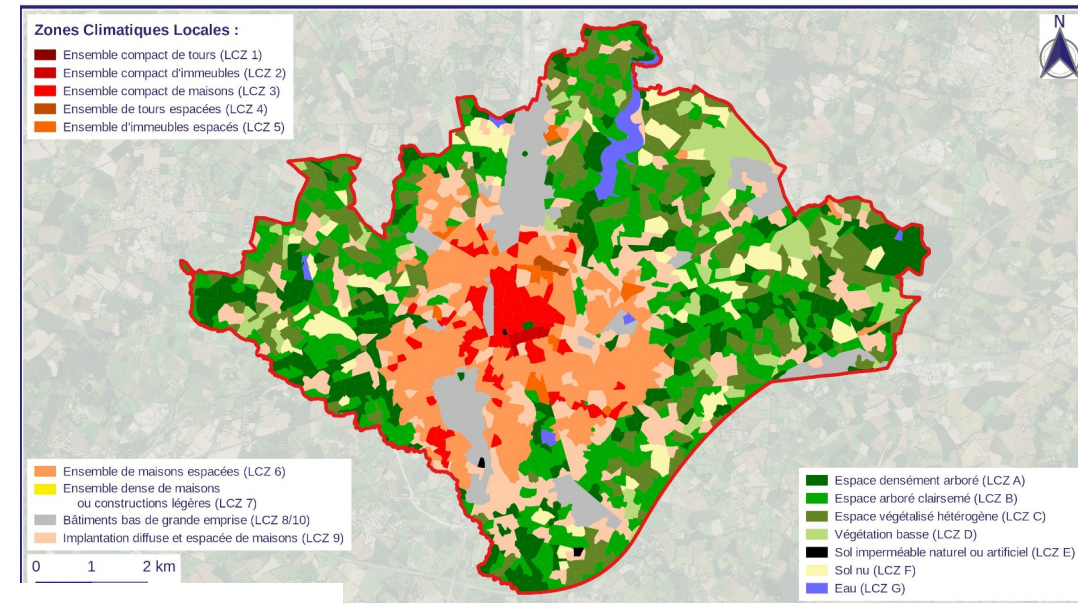 Zones Climatiques Locales :
Ensemble compact de tours (LCZ 1)
Ensemble compact d'immeubles (LCZ 2)
Ensemble compact de maisons (LCZ 3)
Ensemble de tours espacées (LCZ 4)
Ensemble d'immeubles espacés (LCZ 5)
N
Ensemble de maisons espacées (LCZ 6)
Ensemble dense de maisons
ou constructions légères (LCZ 7)
Bâtiments bas de grande emprise (LCZ 8/10)
Implantation diffuse et espacée de maisons (LCZ 9)
0 1 2 km
Espace densément arboré (LCZ A)
Espace arboré clairsemé (LCZ B)
Espace végétalisé hétérogène (LCZ C)
Végétation basse (LCZ D)
Sol imperméable naturel ou artificiel (LCZ E)
Sol nu (LCZ F)
Eau (LCZ G)